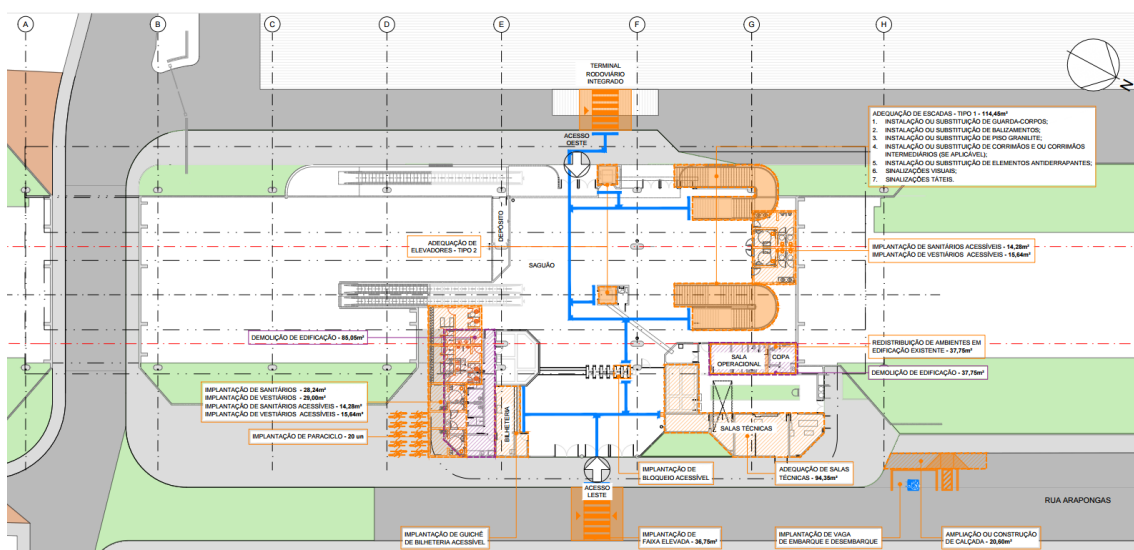 A
B
C
D
E
F
G
H
N
TERMINAL
RODOVIÁRIO
INTEGRADO
ACESSO
OESTE
ADEQUAÇÃO DE ESCADAS - TIPO 1 - 114,45m²
1. INSTALAÇÃO OU SUBSTITUIÇÃO DE GUARDA-CORPOS;
2. INSTALAÇÃO OU SUBSTITUIÇÃO DE BALIZAMENTOS;
3. INSTALAÇÃO OU SUBSTITUIÇÃO DE PISO GRANILITE;
4. INSTALAÇÃO OU SUBSTITUIÇÃO DE CORRIMÃOS E OU CORRIMÃOS
INTERMEDIÁRIOS (SE APLICÁVEL);
5. INSTALAÇÃO OU SUBSTITUIÇÃO DE ELEMENTOS ANTIDERRAPANTES;
6. SINALIZAÇÕES VISUAIS;
7. SINALIZAÇÕES TÁTEIS.
DEPÓSITO
ADEQUAÇÃO DE
ELEVADORES - TIPO 2
SAGUÃO
IMPLANTAÇÃO DE SANITÁRIOS ACESSÍVEIS - 14,28m²
IMPLANTAÇÃO DE VESTIÁRIOS ACESSÍVEIS - 15,64m²
DEMOLIÇÃO DE EDIFICAÇÃO - 85,05m²
REDISTRIBUIÇÃO DE AMBIENTES EM
EDIFICAÇÃO EXISTENTE - 37,75m²
SALA
OPERACIONAL
COPA
DEMOLIÇÃO DE EDIFICAÇÃO - 37,75m²
IMPLANTAÇÃO DE SANITÁRIOS - 28,24m²
IMPLANTAÇÃO DE VESTIÁRIOS - 29,00m²
IMPLANTAÇÃO DE SANITÁRIOS ACESSÍVEIS - 14,28m²
IMPLANTAÇÃO DE VESTIÁRIOS ACESSÍVEIS - 15,64m²
IMPLANTAÇÃO DE PARACICLO - 20 un
BILHETERIA
SALAS TÉCNICAS
IMPLANTAÇÃO DE
BLOQUEIO ACESSÍVEL
ADEQUAÇÃO DE SALAS
TÉCNICAS - 94,38m²
ACESSO
LESTE
RUA ARAPONGAS
IMPLANTAÇÃO DE GUICHÊ
DE BILHETERIA ACESSÍVEL
IMPLANTAÇÃO DE
FAIXA ELEVADA - 36,75m²
IMPLANTAÇÃO DE VAGA
DE EMBARQUE E DESEMBARQUE
AMPLIAÇÃO OU CONSTRUÇÃO
DE CALÇADA - 20,60m²